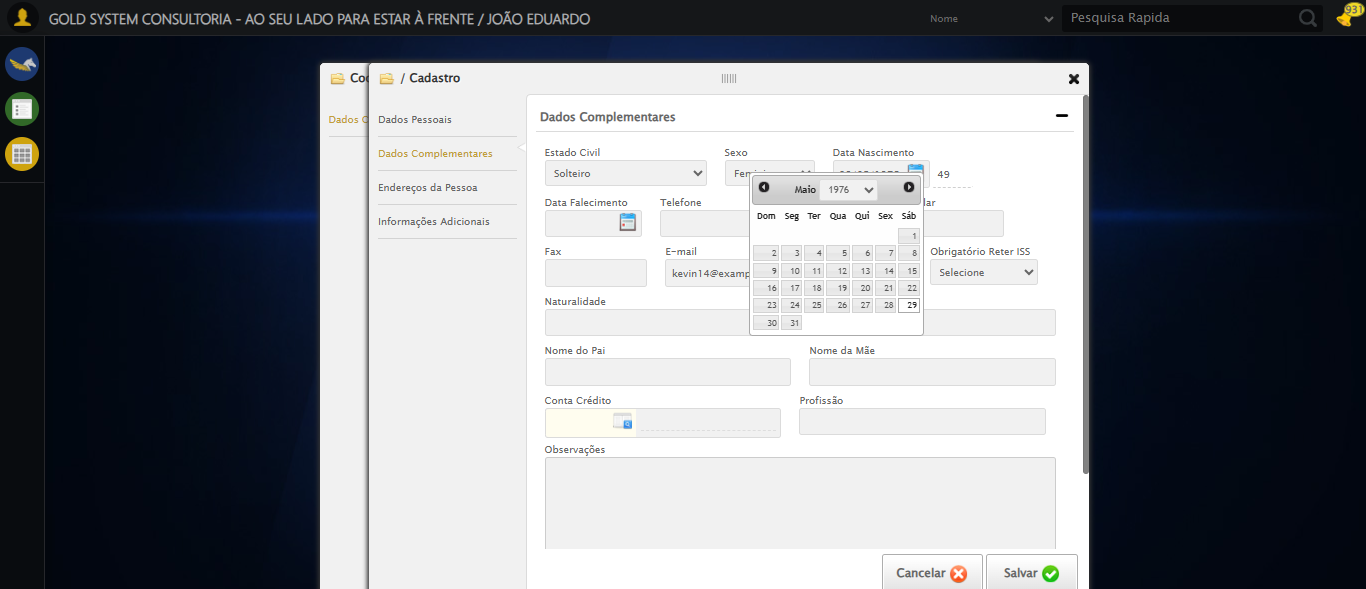 GOLD SYSTEM CONSULTORIA - AO SEU LADO PARA ESTAR À FRENTE / JOÃO EDUARDO
Nome
Pesquisa Rapida
931
/ Cadastro
Dados Pessoais
Dados Complementares
Endereços da Pessoa
Informações Adicionais
Dados Complementares
Estado Civil
Sexo
Data Nascimento
Solteiro
49
Data Falecimento
Telefone
Fax
E-mail
Obrigatório Reter ISS
kevin14@examp
Selecione
Maio 1976
Dom Seg Ter Qua Qui Sex Sáb
1
2 3 4 5 6 7 8
9 10 11 12 13 14 15
16 17 18 19 20 21 22
23 24 25 26 27 28 29
30 31
Naturalidade
Nome do Pai
Nome da Mãe
Conta Crédito
Profissão
Observações
Cancelar
Salvar